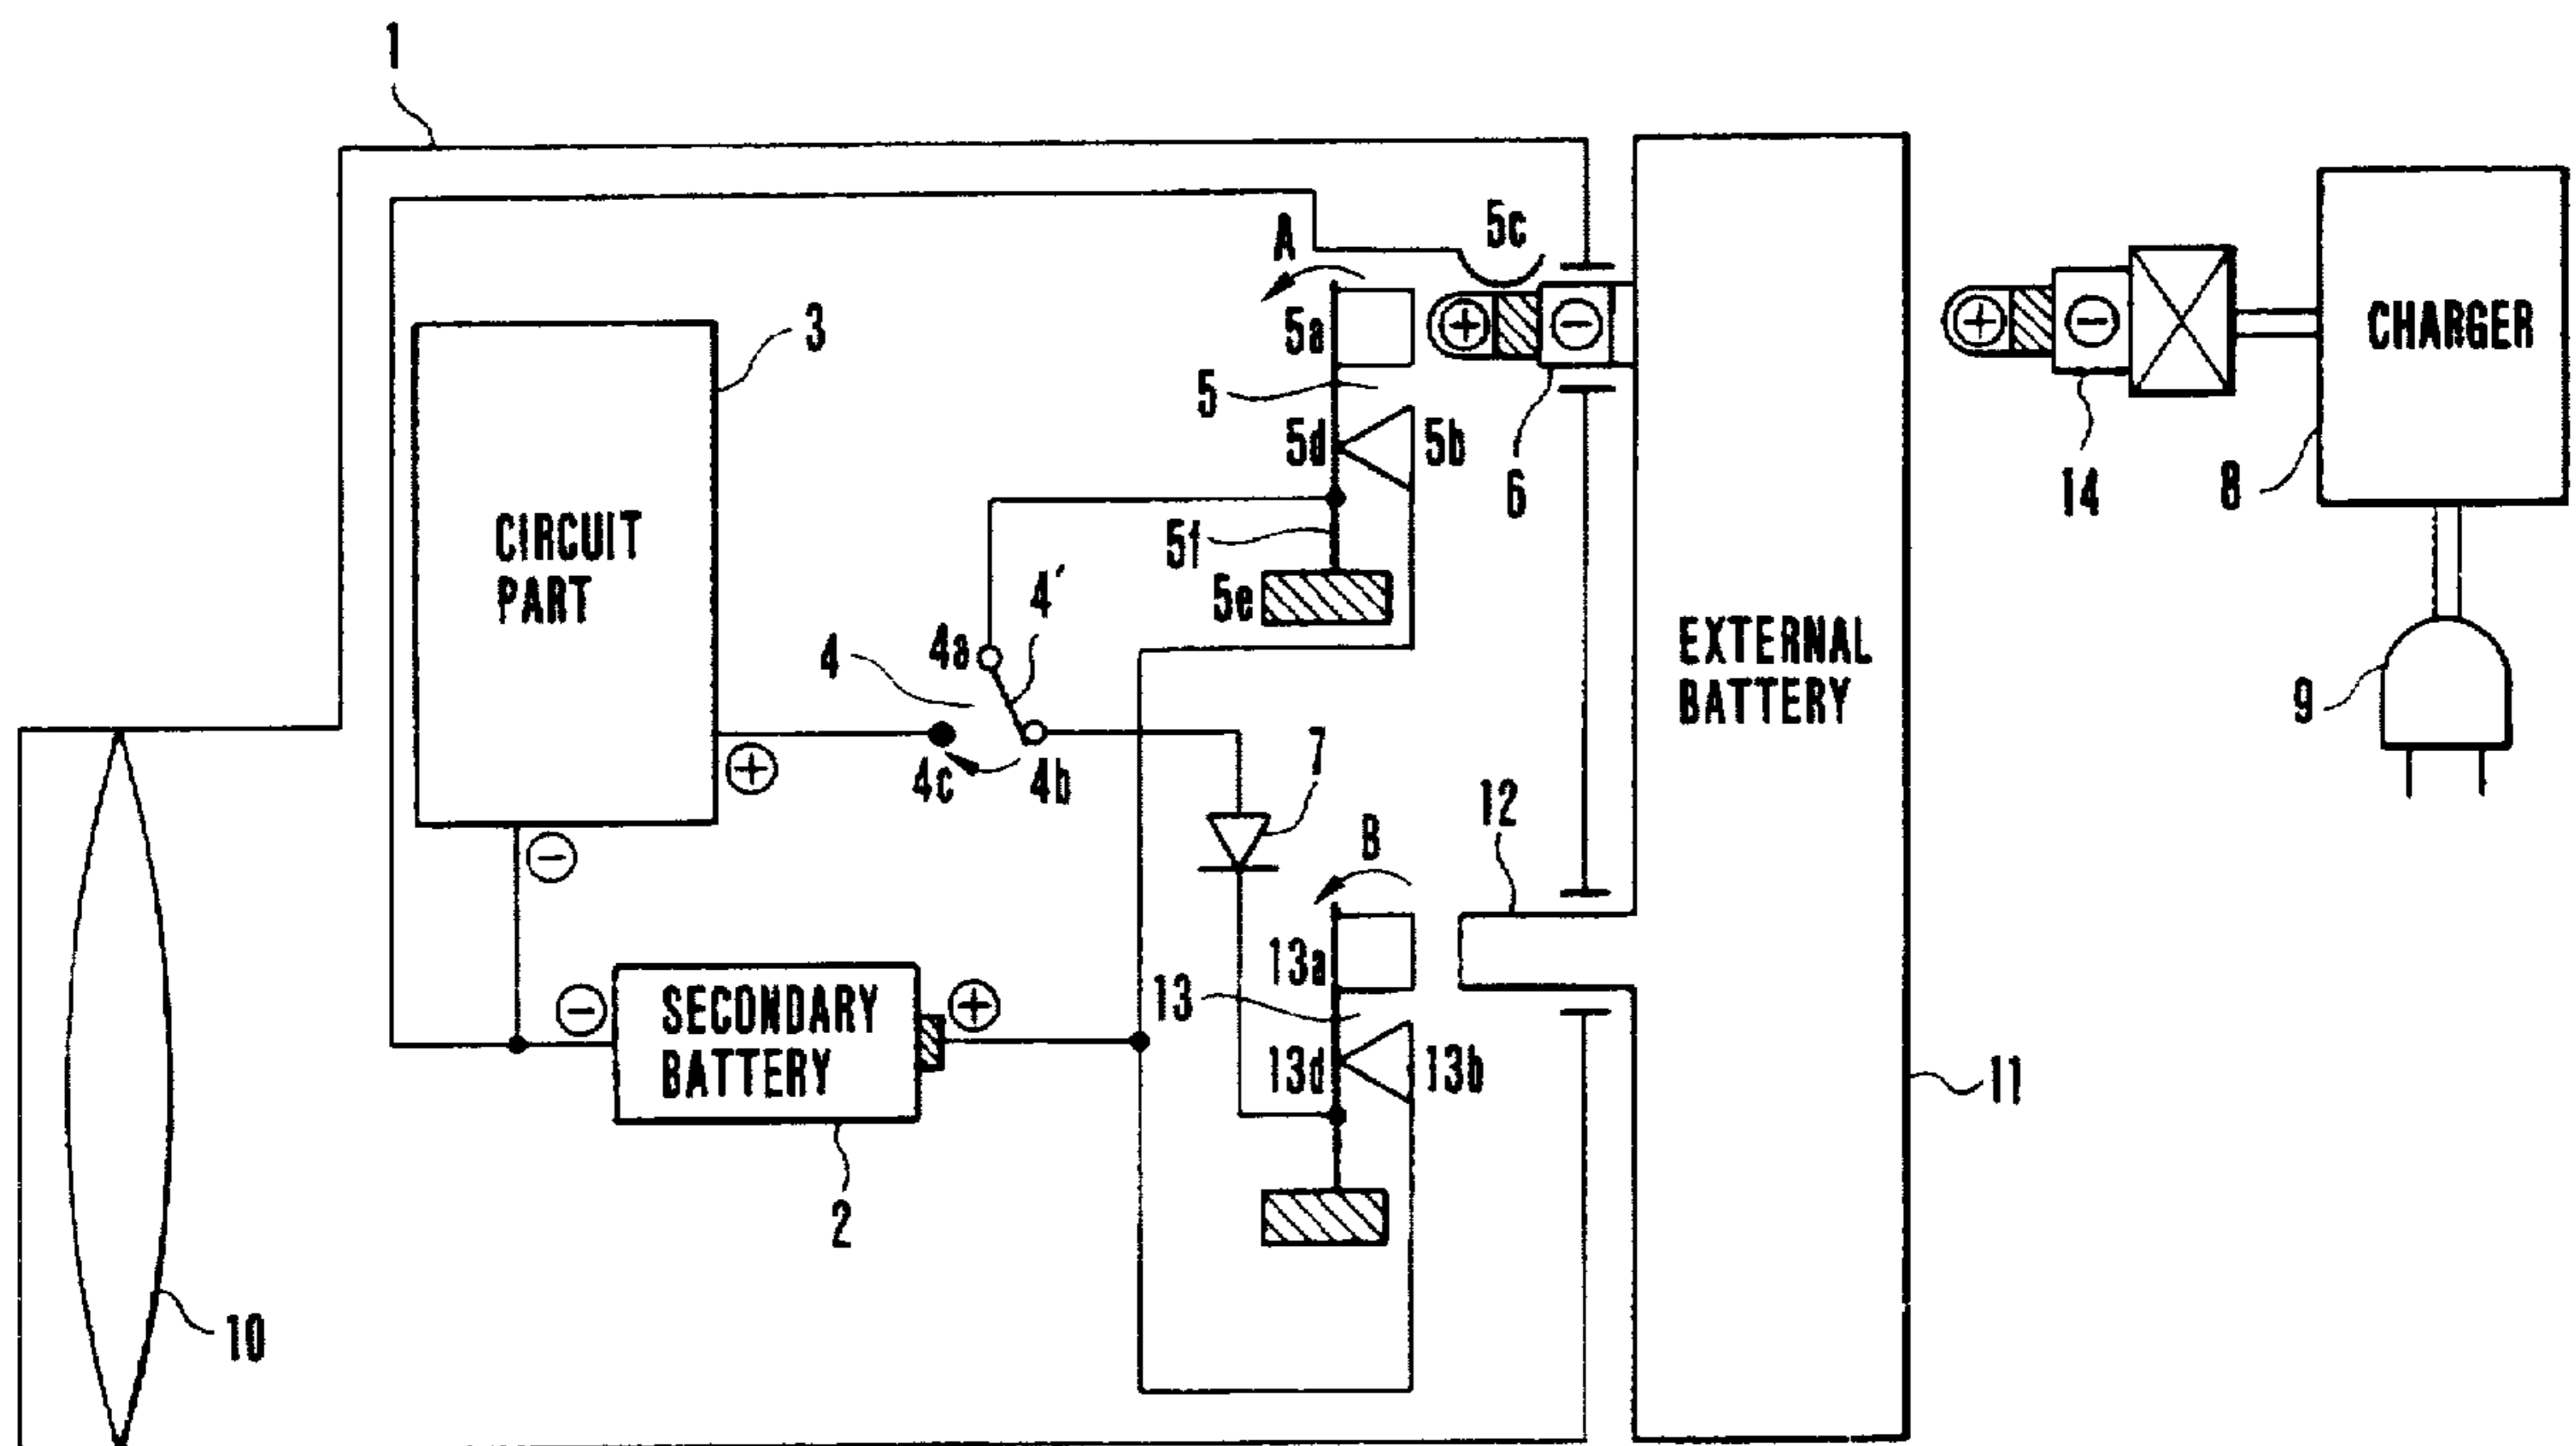 1
5c
A
5a
+
−
+
−
CHARGER
3
5
5d
5b
6
14
8
CIRCUIT
PART
5f
5e
4'
4a
4
EXTERNAL
BATTERY
9
+
4c
4b
7
12
−
B
−
SECONDARY
BATTERY
+
13a
13
13d
13b
11
2
10